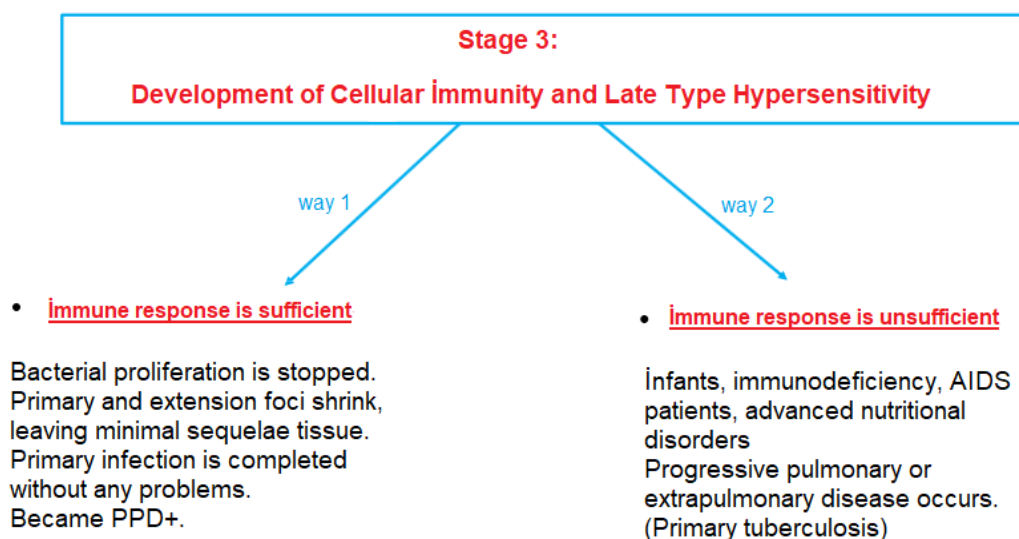 Stage 3:
Development of Cellular İmmunity and Late Type Hypersensitivity
way 1
way 2
• İmmune response is sufficient
Bacterial proliferation is stopped.
Primary and extension foci shrink,
leaving minimal sequelae tissue.
Primary infection is completed
without any problems.
Became PPD+.
• İmmune response is unsufficient
İnfants, immunodeficiency, AIDS
patients, advanced nutritional
disorders
Progressive pulmonary or
extrapulmonary disease occurs.
(Primary tuberculosis)